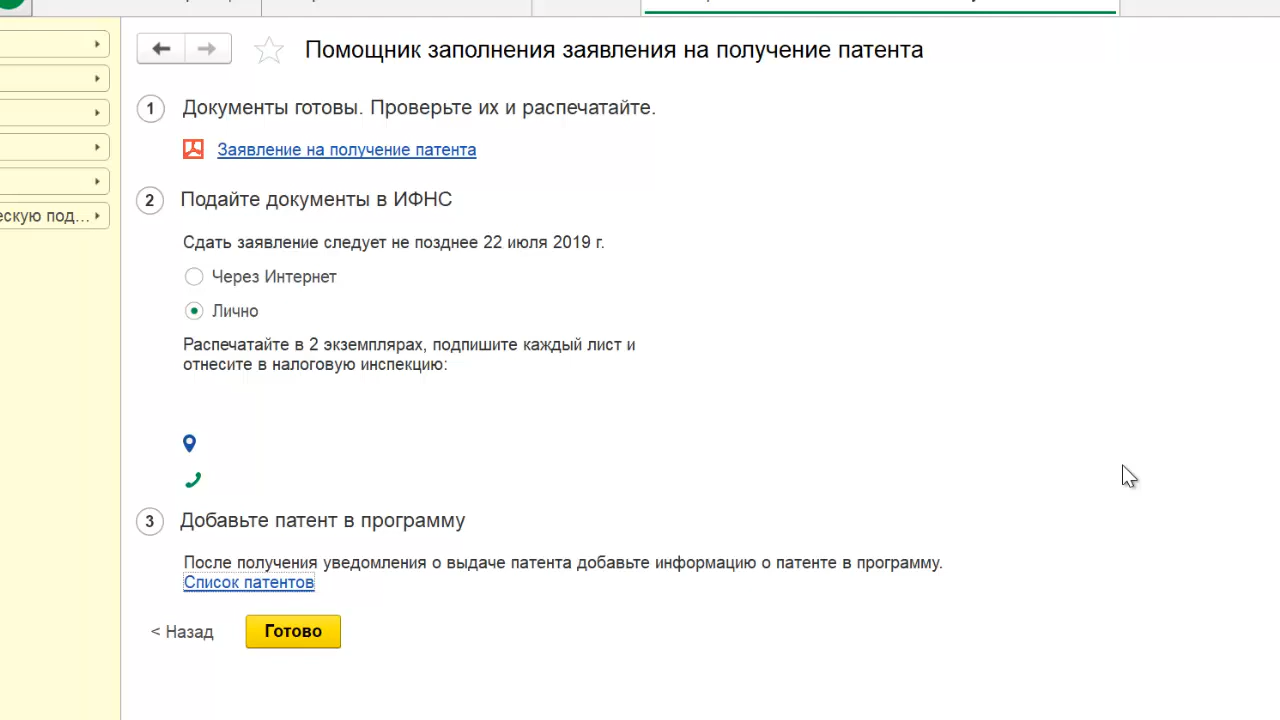 Помощник заполнения заявления на получение патента
1 Документы готовы. Проверьте их и распечатайте.
Заявление на получение патента
2 Подайте документы в ИФНС
Сдать заявление следует не позднее 22 июля 2019 г.
Через Интернет
Лично
Распечатайте в 2 экземплярах, подпишите каждый лист и
отнесите в налоговую инспекцию:
3 Добавьте патент в программу
После получения уведомления о выдаче патента добавьте информацию о патенте в программу.
Список патентов
< Назад
Готово
ескую под...